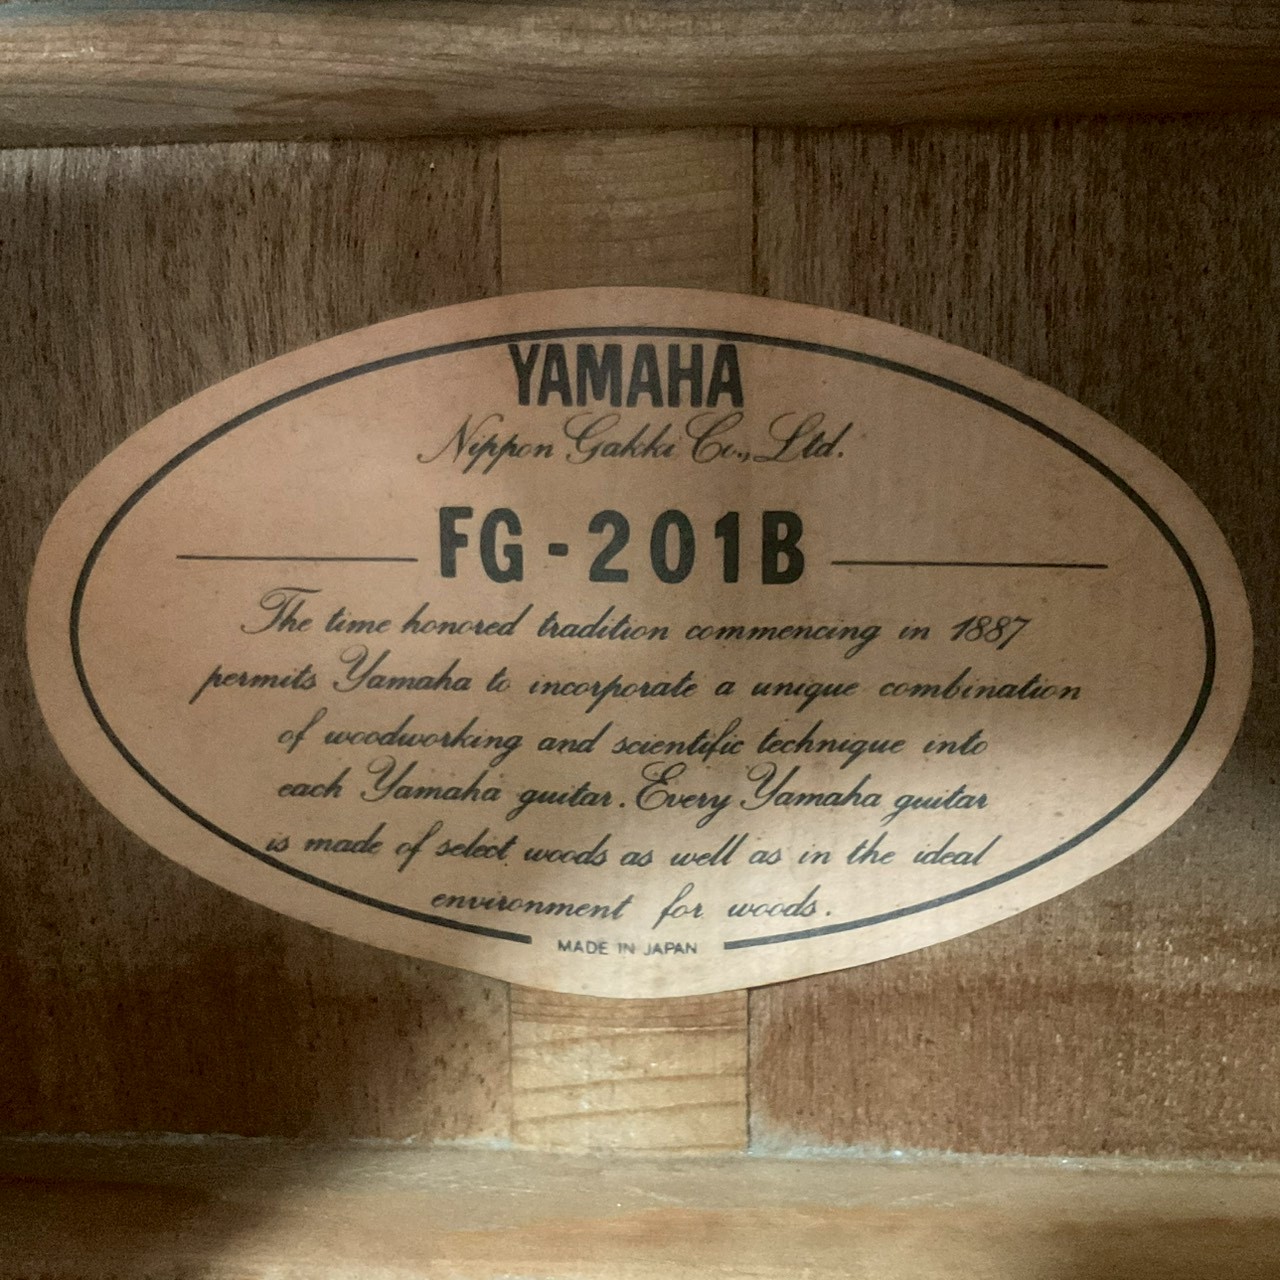 YAMAHA
Nippon Gakki Co., Ltd.
FG-201B
The time honored tradition commencing in 1887
permits Yamaha to incorporate a unique combination
of woodworking and scientific technique into
each Yamaha guitar. Every Yamaha guitar
is made of select woods as well as in the ideal
environment for woods.
MADE IN JAPAN